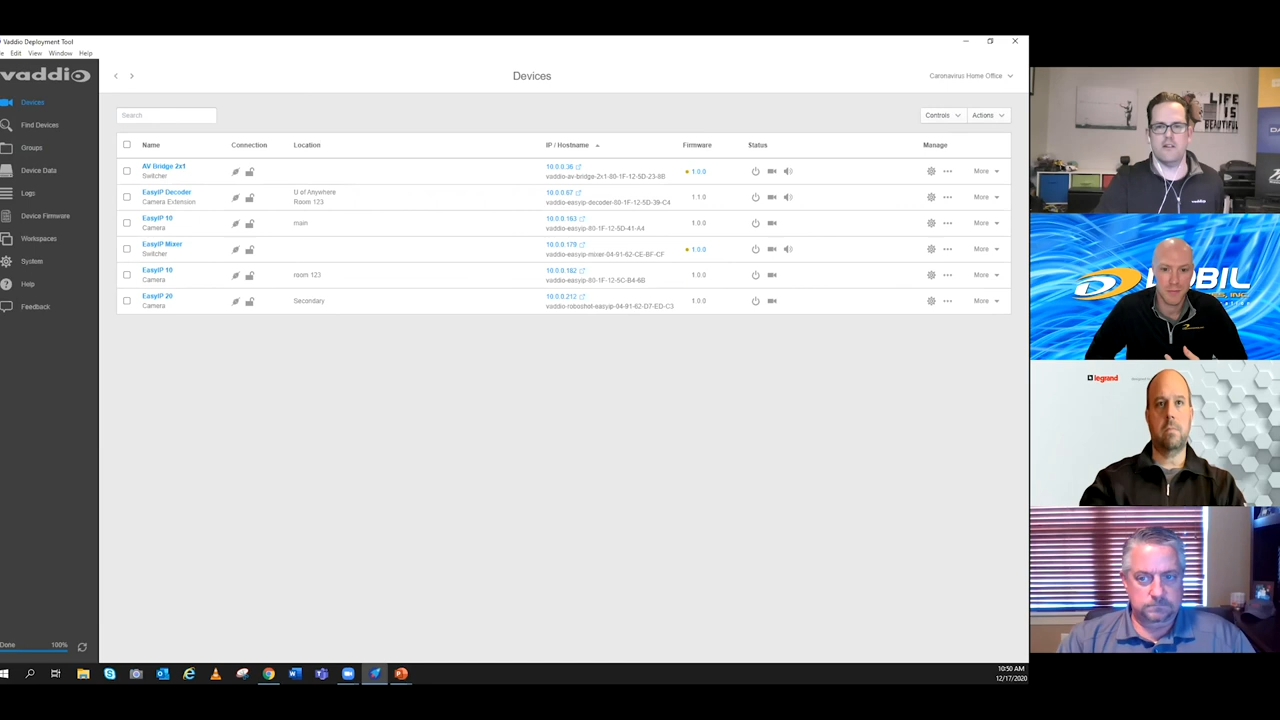 Vaddio Deployment Tool
Edit View Window Help
vaddio
Devices
Caronavirus Home Office
Devices
Find Devices
Groups
Device Data
Logs
Device Firmware
Workspaces
System
Help
Feedback
Search
Controls
Actions
Name Connection Location IP / Hostname Firmware Status Manage
AV Bridge 2x1
Switcher
10.0.0.36
vaddio-av-bridge-2x1-80-1F-12-5D-23-8B
1.0.0
More
EasyIP Decoder
Camera Extension
U of Anywhere
Room 123
10.0.0.67
vaddio-easyip-decoder-80-1F-12-5D-39-C4
1.1.0
More
EasyIP 10
Camera
main
10.0.0.163
vaddio-easyip-80-1F-12-5D-41-A4
1.0.0
More
EasyIP Mixer
Switcher
10.0.0.179
vaddio-easyip-mixer-04-91-62-CE-BF-CF
1.0.0
More
EasyIP 10
Camera
room 123
10.0.0.182
vaddio-easyip-80-1F-12-5C-B4-6B
1.0.0
More
EasyIP 20
Camera
Secondary
10.0.0.212
vaddio-roboshot-easyip-04-91-62-D7-ED-C3
1.0.0
More
Done 100%
10:50 AM
12/17/2020
LIFE IS
BEAUTIFUL
vaddio
BIL
INC.
legrand